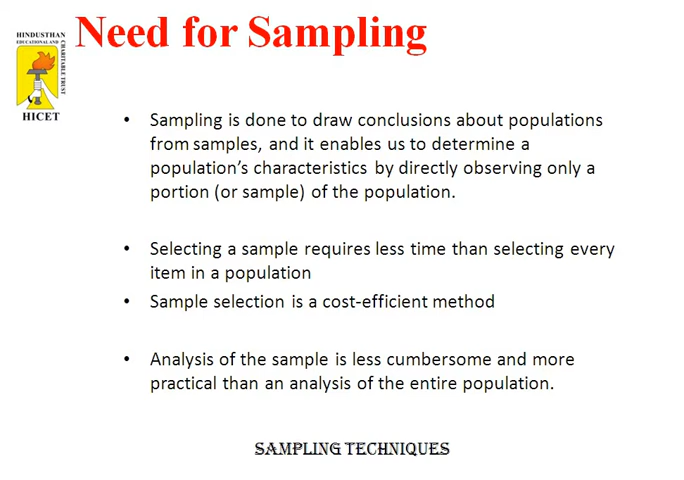 Need for Sampling
HINDUSTHAN
EDUCATIONAL AND
CHARITABLE TRUST
HICET
• Sampling is done to draw conclusions about populations
from samples, and it enables us to determine a
population’s characteristics by directly observing only a
portion (or sample) of the population.
• Selecting a sample requires less time than selecting every
item in a population
• Sample selection is a cost-efficient method
• Analysis of the sample is less cumbersome and more
practical than an analysis of the entire population.
SAMPLING TECHNIQUES